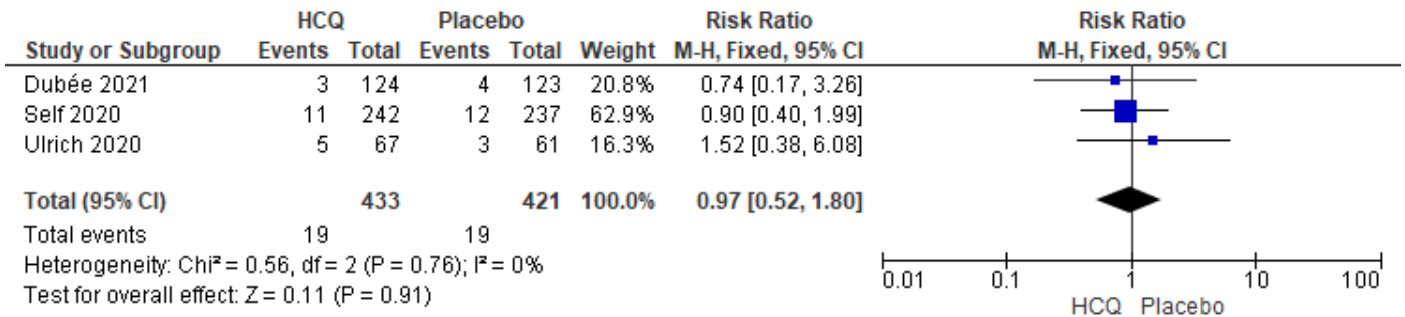 HCQ Placebo Risk Ratio Risk Ratio
Study or Subgroup Events Total Events Total Weight M-H, Fixed, 95% CI M-H, Fixed, 95% CI
Dubée 2021 3 124 4 123 20.8% 0.74 [0.17, 3.26]
Self 2020 11 242 12 237 62.9% 0.90 [0.40, 1.99]
Ulrich 2020 5 67 3 61 16.3% 1.52 [0.38, 6.08]
Total (95% CI) 433 421 100.0% 0.97 [0.52, 1.80]
Total events 19 19
Heterogeneity: Chi² = 0.56, df = 2 (P = 0.76); I² = 0%
Test for overall effect: Z = 0.11 (P = 0.91)
0.01 0.1 1 10 100
HCQ Placebo